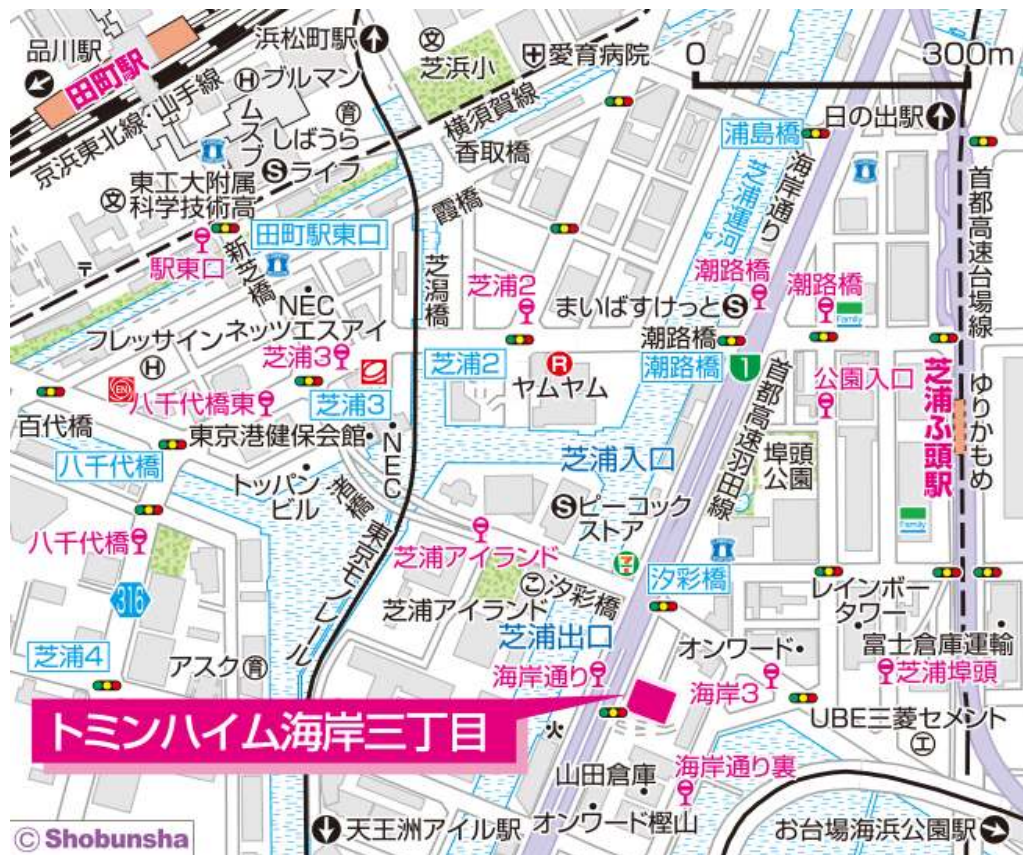 品川駅
田町駅
浜松町駅
文
芝浜小
愛育病院
0
300m
京浜東北線・山手線
H
プルマン
育
しばうら
ムスブ
S
ライフ
横須賀線
香取橋
浦島橋
日の出駅
文
東工大附属
科学技術高
霞橋
芝浦運河
海岸通り
首都高速台場線
駅東口
新芝橋
田町駅東口
〒
NEC
ネッツエスアイ
芝潟橋
芝浦2
まいばすけっと
S
潮路橋
潮路橋
Family
フレッサイン
H
芝浦3
芝浦2
R
ヤムヤム
潮路橋
潮路橋
1
首都高速羽田線
公園入口
芝浦ふ頭駅
ゆりかもめ
EN
八千代橋東
芝浦3
百代橋
八千代橋
東京港健保会館
NEC
芝浦入口
埠頭
公園
トッパン
ビル
渚橋
東京モノレール
S
ピーコック
ストア
Family
八千代橋
芝浦アイランド
316
こ
芝浦アイランド
汐彩橋
汐彩橋
レインボー
タワー
芝浦出口
富士倉庫運輸
芝浦4
アスク
育
海岸通り
オンワード
海岸3
芝浦埠頭
トミンハイム海岸三丁目
UBE三菱セメント
工
火
山田倉庫
海岸通り裏
天王洲アイル駅
オンワード樫山
お台場海浜公園駅
© Shobunsha